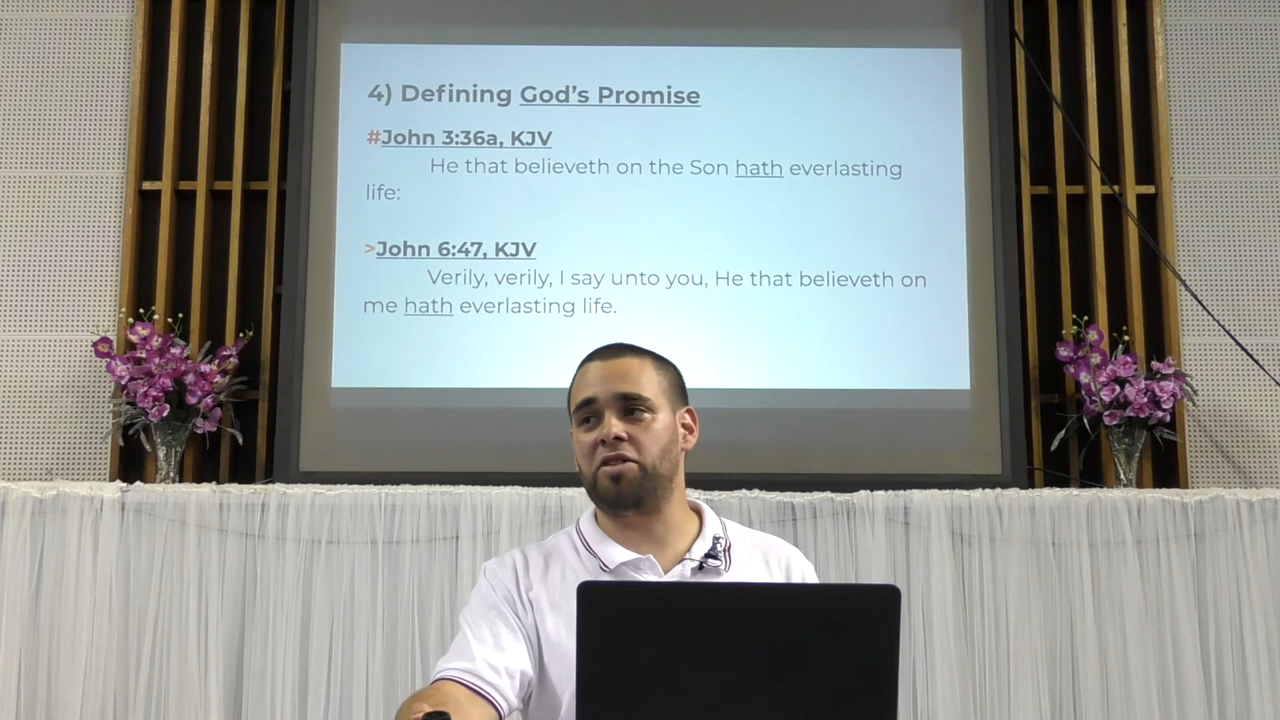 4) Defining God's Promise
#John 3:36a, KJV
He that believeth on the Son hath everlasting
life:
>John 6:47, KJV
Verily, verily, I say unto you, He that believeth on
me hath everlasting life.